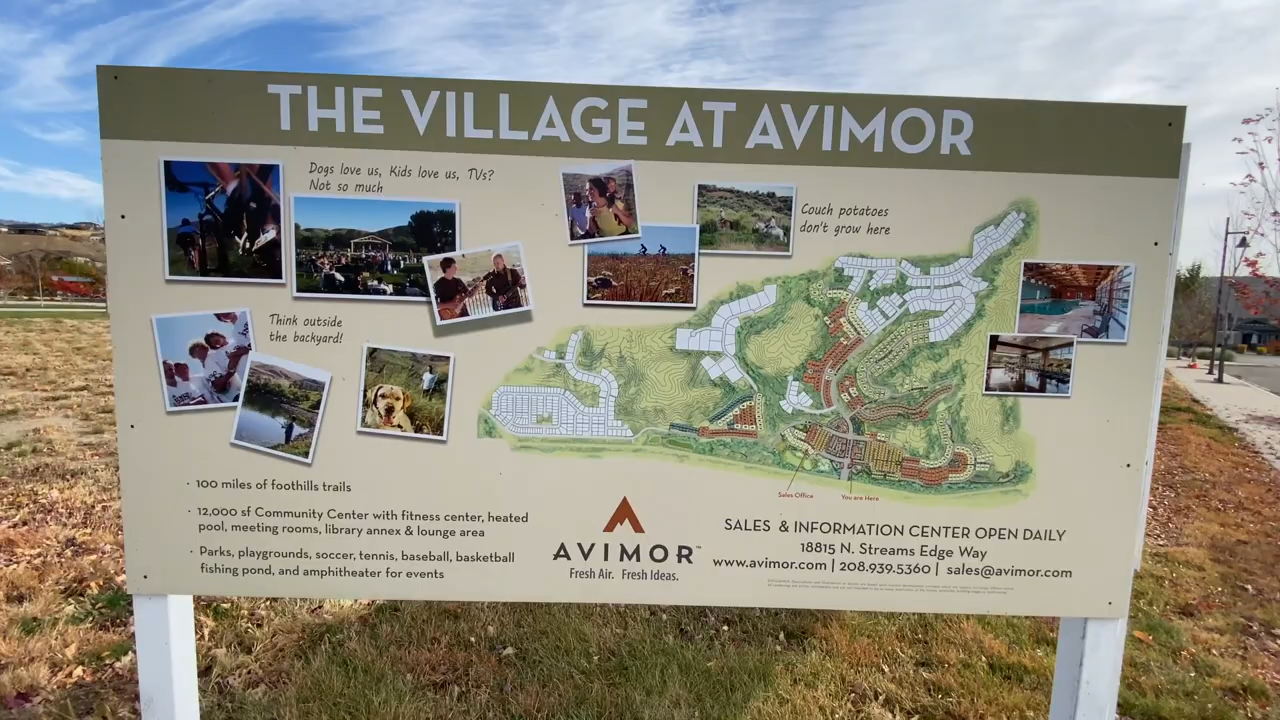 THE VILLAGE AT AVIMOR
Dogs love us, Kids love us, TVs?
Not so much
Couch potatoes
don't grow here
Think outside
the backyard!
Sales Office
You are Here
· 100 miles of foothills trails
· 12,000 sf Community Center with fitness center, heated
pool, meeting rooms, library annex & lounge area
· Parks, playgrounds, soccer, tennis, baseball, basketball
fishing pond, and amphitheater for events
AVIMOR™
Fresh Air. Fresh Ideas.
SALES & INFORMATION CENTER OPEN DAILY
18815 N. Streams Edge Way
www.avimor.com | 208.939.5360 | sales@avimor.com